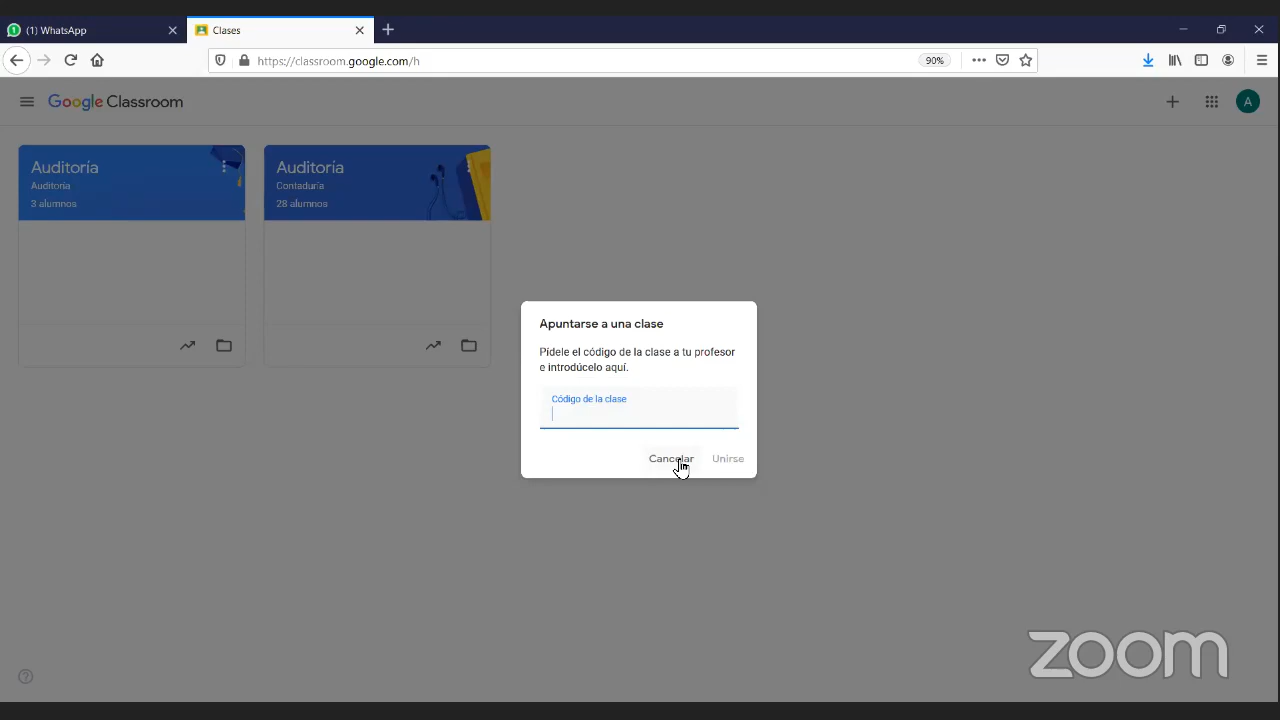 (1) WhatsApp
Clases
https://classroom.google.com/h
90%
Google Classroom
A
Auditoría
Auditoría
3 alumnos
Auditoría
Contaduría
28 alumnos
Apuntarse a una clase
Pídele el código de la clase a tu profesor
e introdúcelo aquí.
Código de la clase
Cancelar
Unirse
zoom